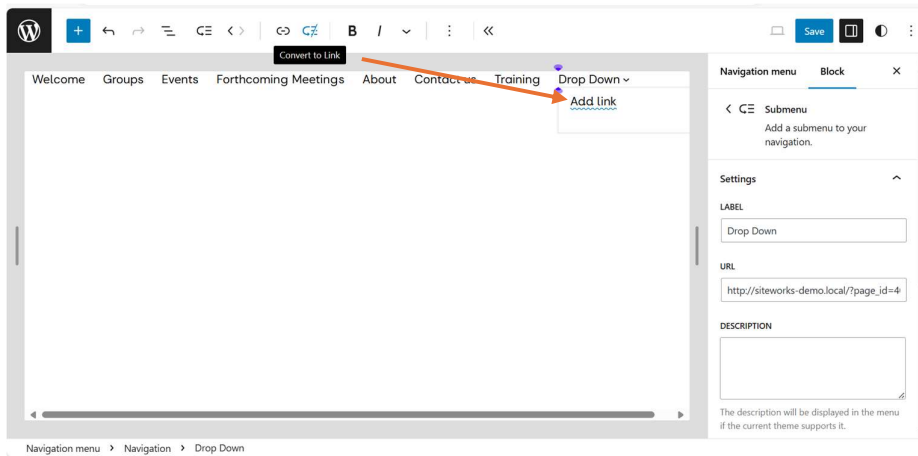 B I
Save
Convert to Link
Welcome Groups Events Forthcoming Meetings About Contact us Training Drop Down
Add link
Navigation menu Block
Submenu
Add a submenu to your
navigation.
Settings
LABEL
Drop Down
URL
http://siteworks-demo.local/?page_id=4
DESCRIPTION
The description will be displayed in the menu
if the current theme supports it.
Navigation menu > Navigation > Drop Down